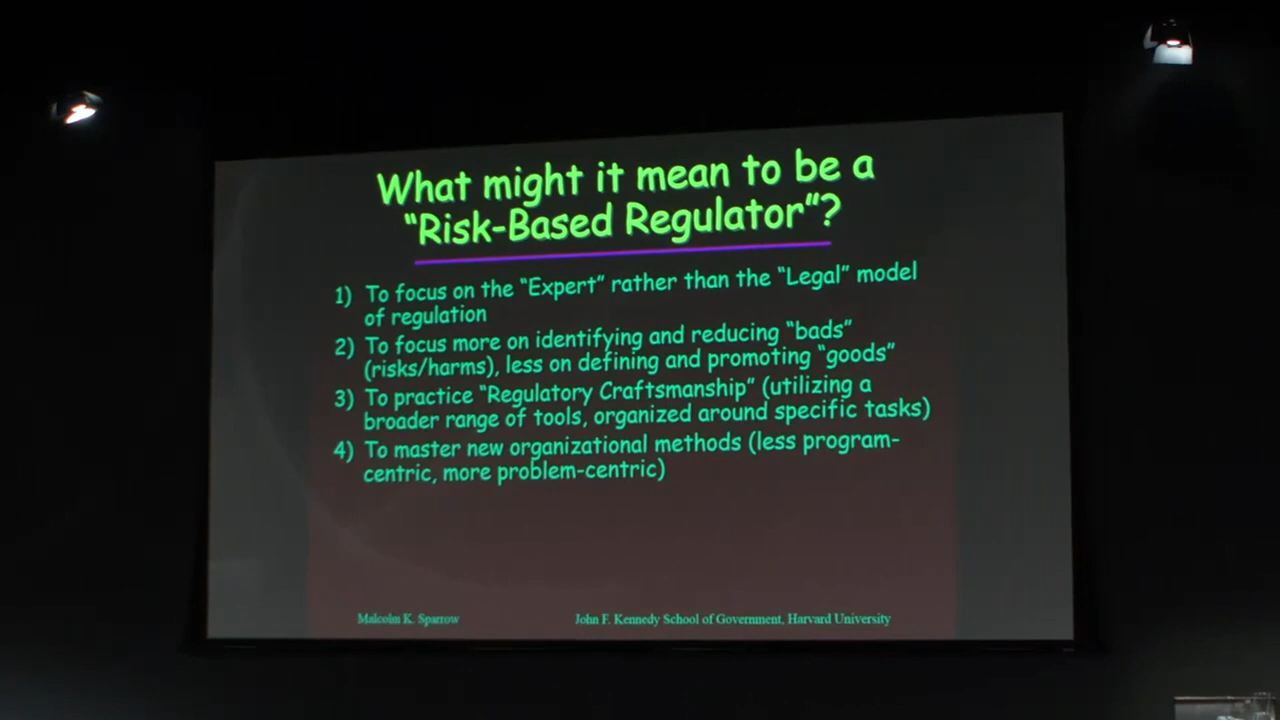 What might it mean to be a
“Risk-Based Regulator”?
1) To focus on the “Expert” rather than the “Legal” model
of regulation
2) To focus more on identifying and reducing “bads”
(risks/harms), less on defining and promoting “goods”
3) To practice “Regulatory Craftsmanship” (utilizing a
broader range of tools, organized around specific tasks)
4) To master new organizational methods (less program-
centric, more problem-centric)
Malcolm K. Sparrow
John F. Kennedy School of Government, Harvard University